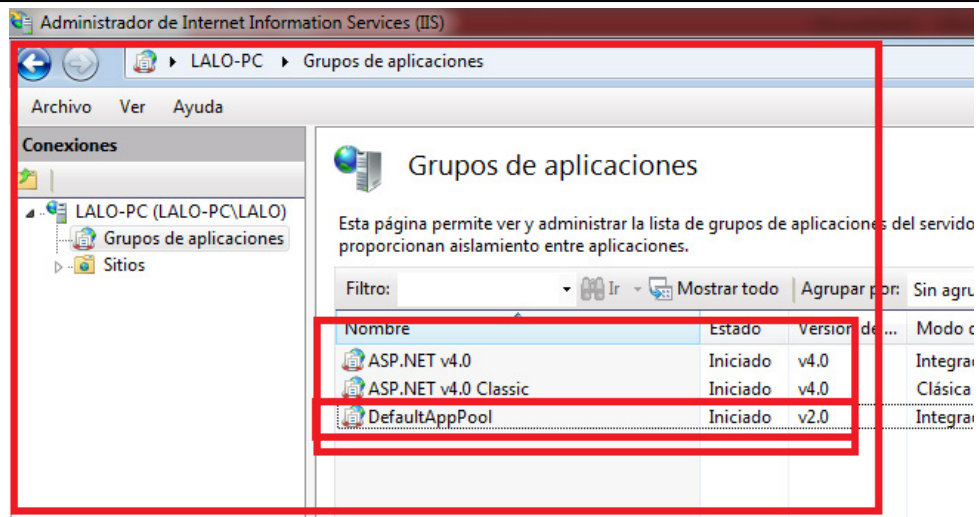 Administrador de Internet Information Services (IIS)
LALO-PC Grupos de aplicaciones
Archivo Ver Ayuda
Conexiones
LALO-PC (LALO-PC\LALO)
Grupos de aplicaciones
Sitios
Grupos de aplicaciones
Esta página permite ver y administrar la lista de grupos de aplicaciones del servido
proporcionan aislamiento entre aplicaciones.
Filtro: Ir Mostrar todo Agrupar por: Sin agru
Nombre Estado Versión de ... Modo d
ASP.NET v4.0 Iniciado v4.0 Integrad
ASP.NET v4.0 Classic Iniciado v4.0 Clásica
DefaultAppPool Iniciado v2.0 Integrad